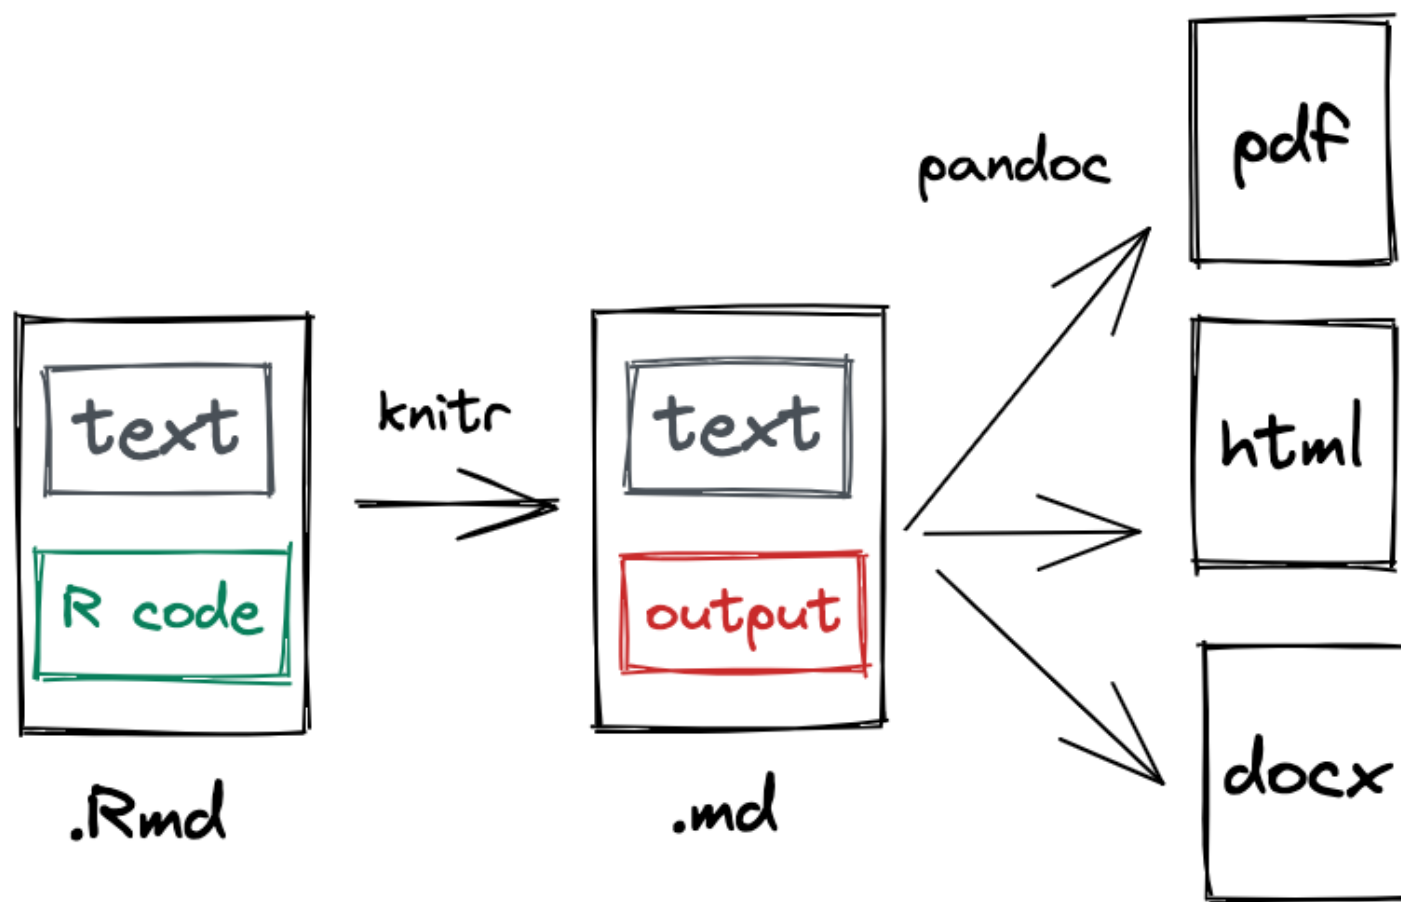 text
R code
.Rmd
knitr
text
output
.md
pandoc
pdf
html
docx